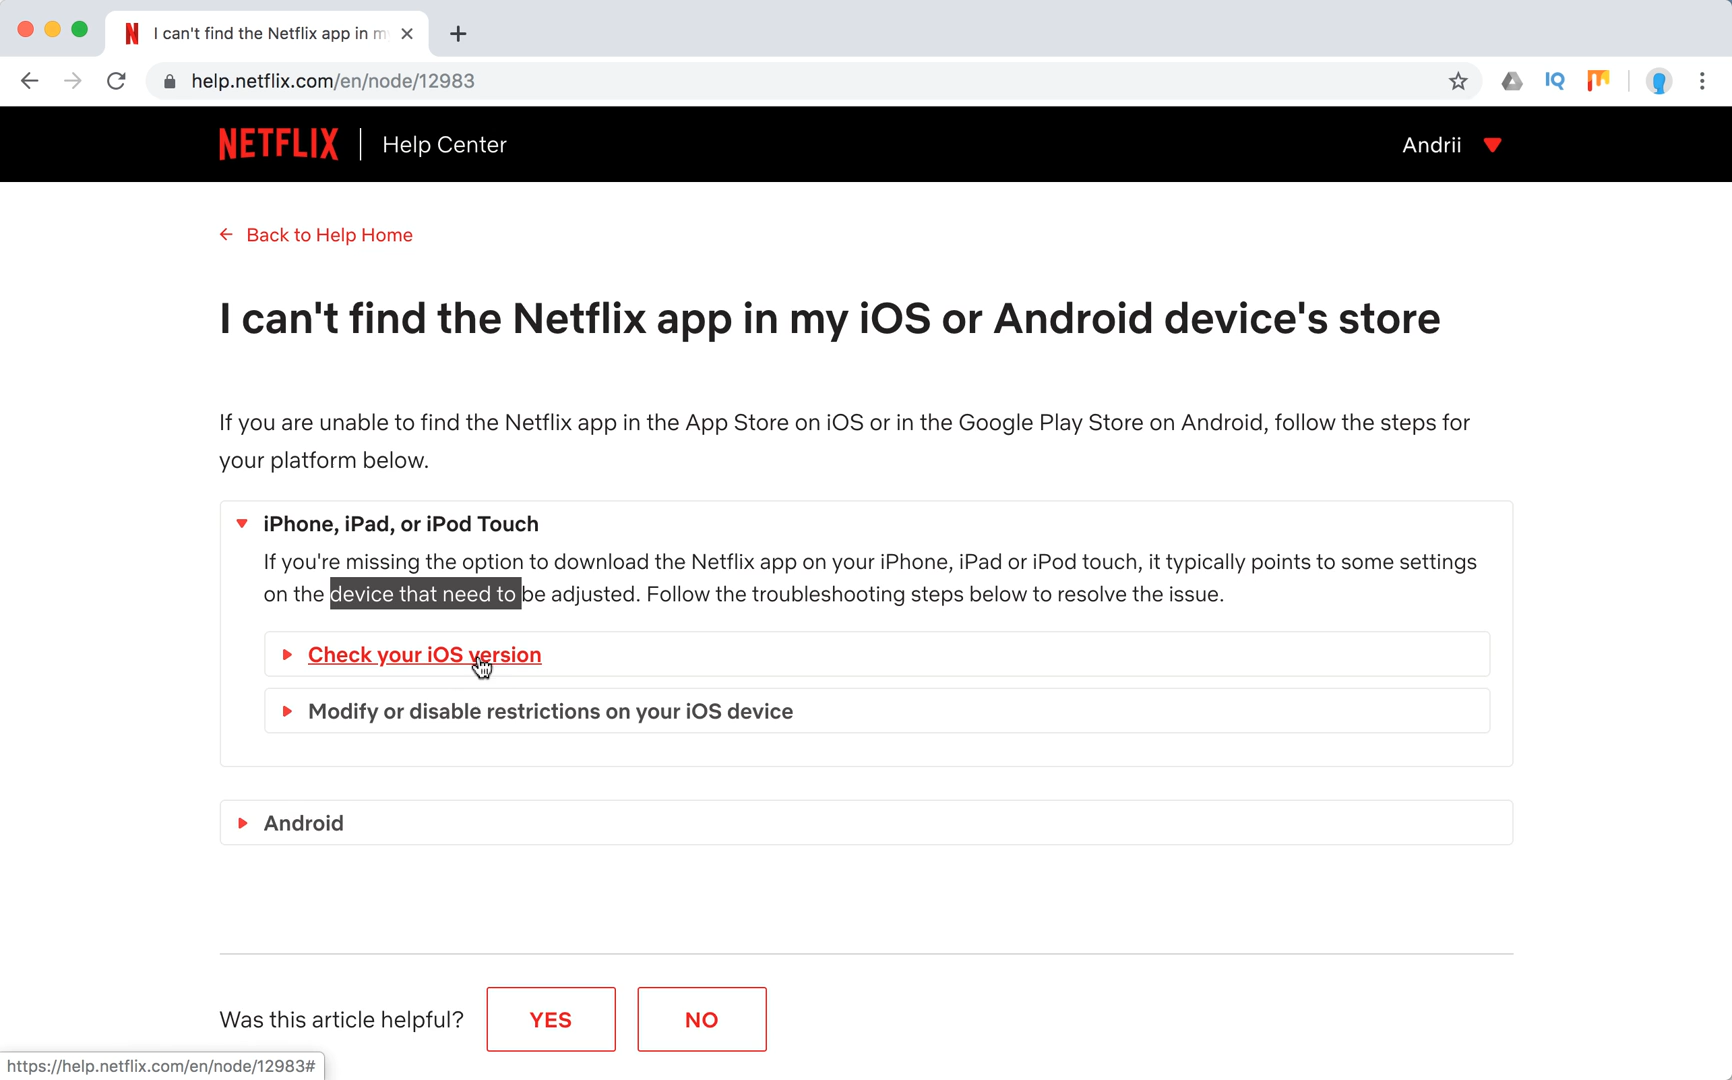 I can't find the Netflix app in m
help.netflix.com/en/node/12983
IQ
NETFLIX | Help Center
Andrii
← Back to Help Home
I can't find the Netflix app in my iOS or Android device's store
If you are unable to find the Netflix app in the App Store on iOS or in the Google Play Store on Android, follow the steps for
your platform below.
iPhone, iPad, or iPod Touch
If you're missing the option to download the Netflix app on your iPhone, iPad or iPod touch, it typically points to some settings
on the device that need to be adjusted. Follow the troubleshooting steps below to resolve the issue.
Check your iOS version
Modify or disable restrictions on your iOS device
Android
Was this article helpful? YES NO
https://help.netflix.com/en/node/12983#